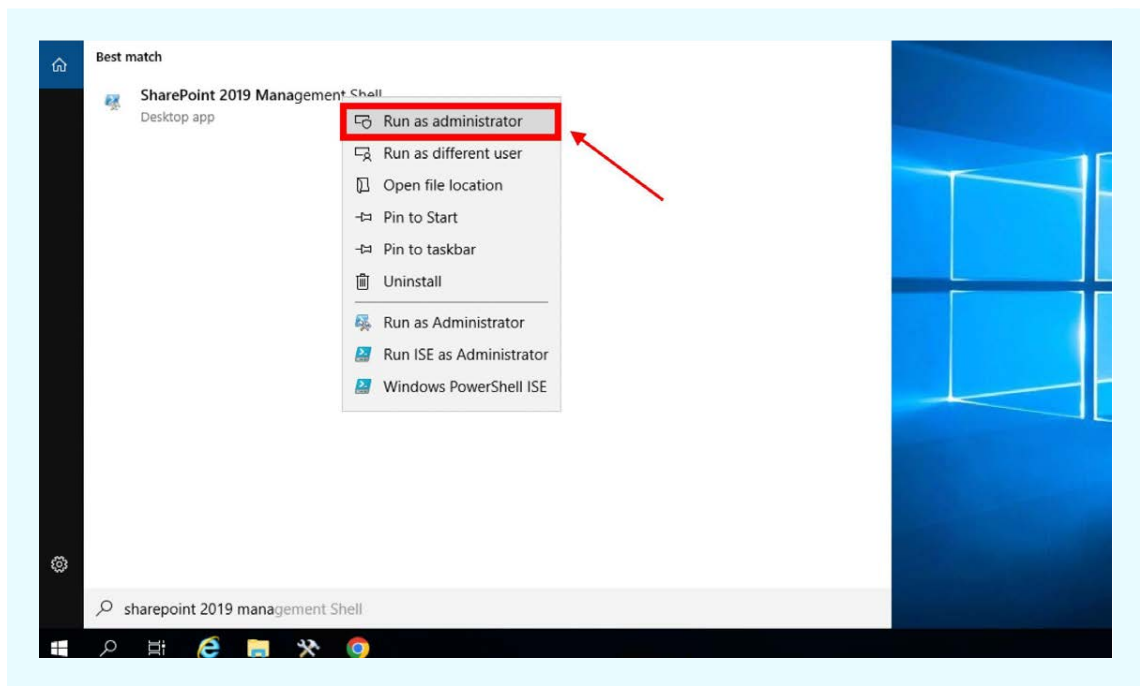 Best match
SharePoint 2019 Management Shell
Desktop app
Run as administrator
Run as different user
Open file location
Pin to Start
Pin to taskbar
Uninstall
Run as Administrator
Run ISE as Administrator
Windows PowerShell ISE
sharepoint 2019 management Shell